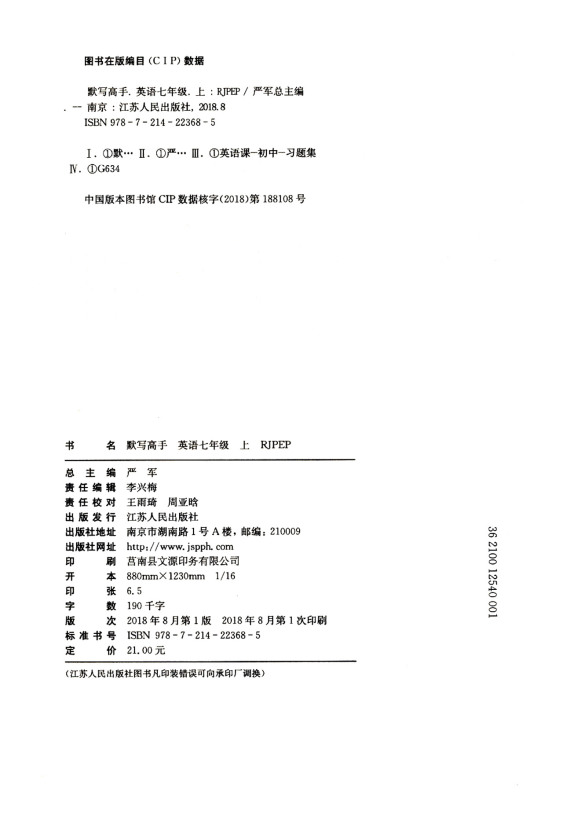 图书在版编目(CIP)数据
默写高手. 英语七年级. 上:RJPEP / 严军总主编
. -- 南京:江苏人民出版社, 2018.8
ISBN 978-7-214-22368-5
Ⅰ. ①默… Ⅱ. ①严… Ⅲ. ①英语课-初中-习题集
Ⅳ. ①G634
中国版本图书馆 CIP 数据核字(2018)第 188108 号
书 名 默写高手 英语七年级 上 RJPEP
总 主 编 严 军
责任编辑 李兴梅
责任校对 王雨琦 周亚晗
出版发行 江苏人民出版社
出版社地址 南京市湖南路 1 号 A 楼,邮编:210009
出版社网址 http://www.jspph.com
印 刷 莒南县文源印务有限公司
开 本 880mm×1230mm 1/16
印 张 6.5
字 数 190 千字
版 次 2018 年 8 月第 1 版 2018 年 8 月第 1 次印刷
标准书号 ISBN 978-7-214-22368-5
定 价 21.00 元
(江苏人民出版社图书凡印装错误可向承印厂调换)
36 2100 12540 001